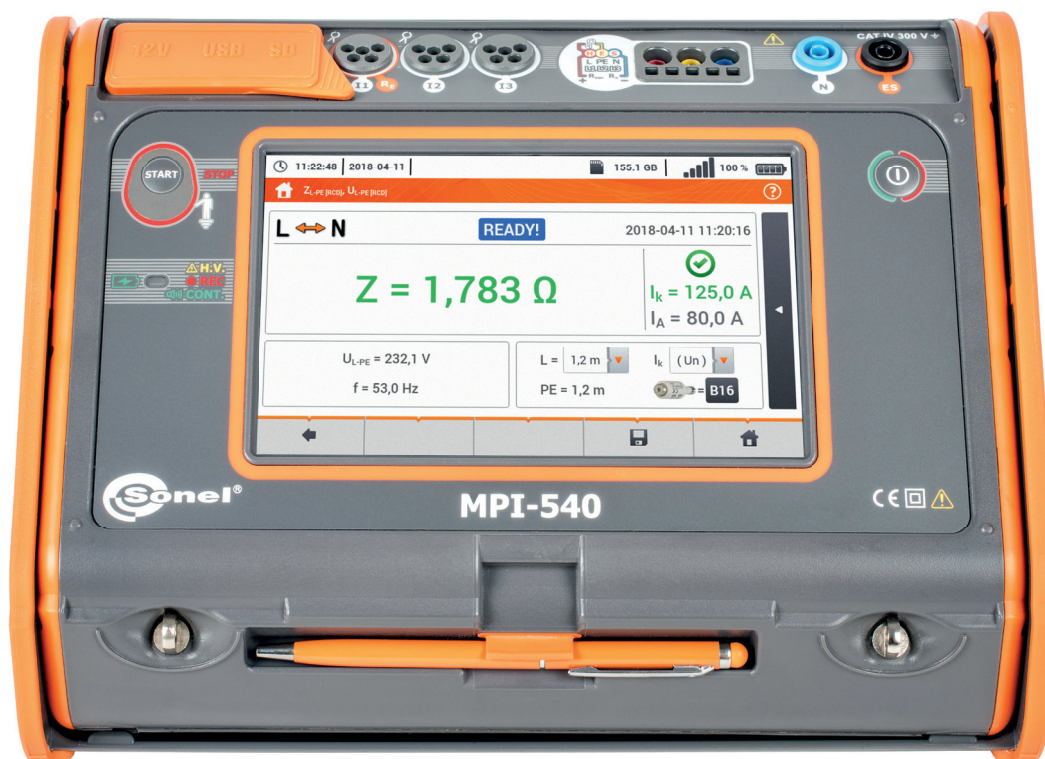 12V USB SD
I1 RE I2 I3
H E S
L PE N
N
CAT IV 300 V
ES
START STOP
11:22:48 2018-04-11 155.1 GB 100 %
ZL-PE [RCD], UL-PE [RCD] ?
L N READY! 2018-04-11 11:20:16
Z = 1,783 Ω
Ik = 125,0 A
IA = 80,0 A
H.V.
REC
CONT.
UL-PE = 232,1 V
f = 53,0 Hz
L = 1,2 m Ik (Un)
PE = 1,2 m = B16
Sonel®
MPI-540
CE